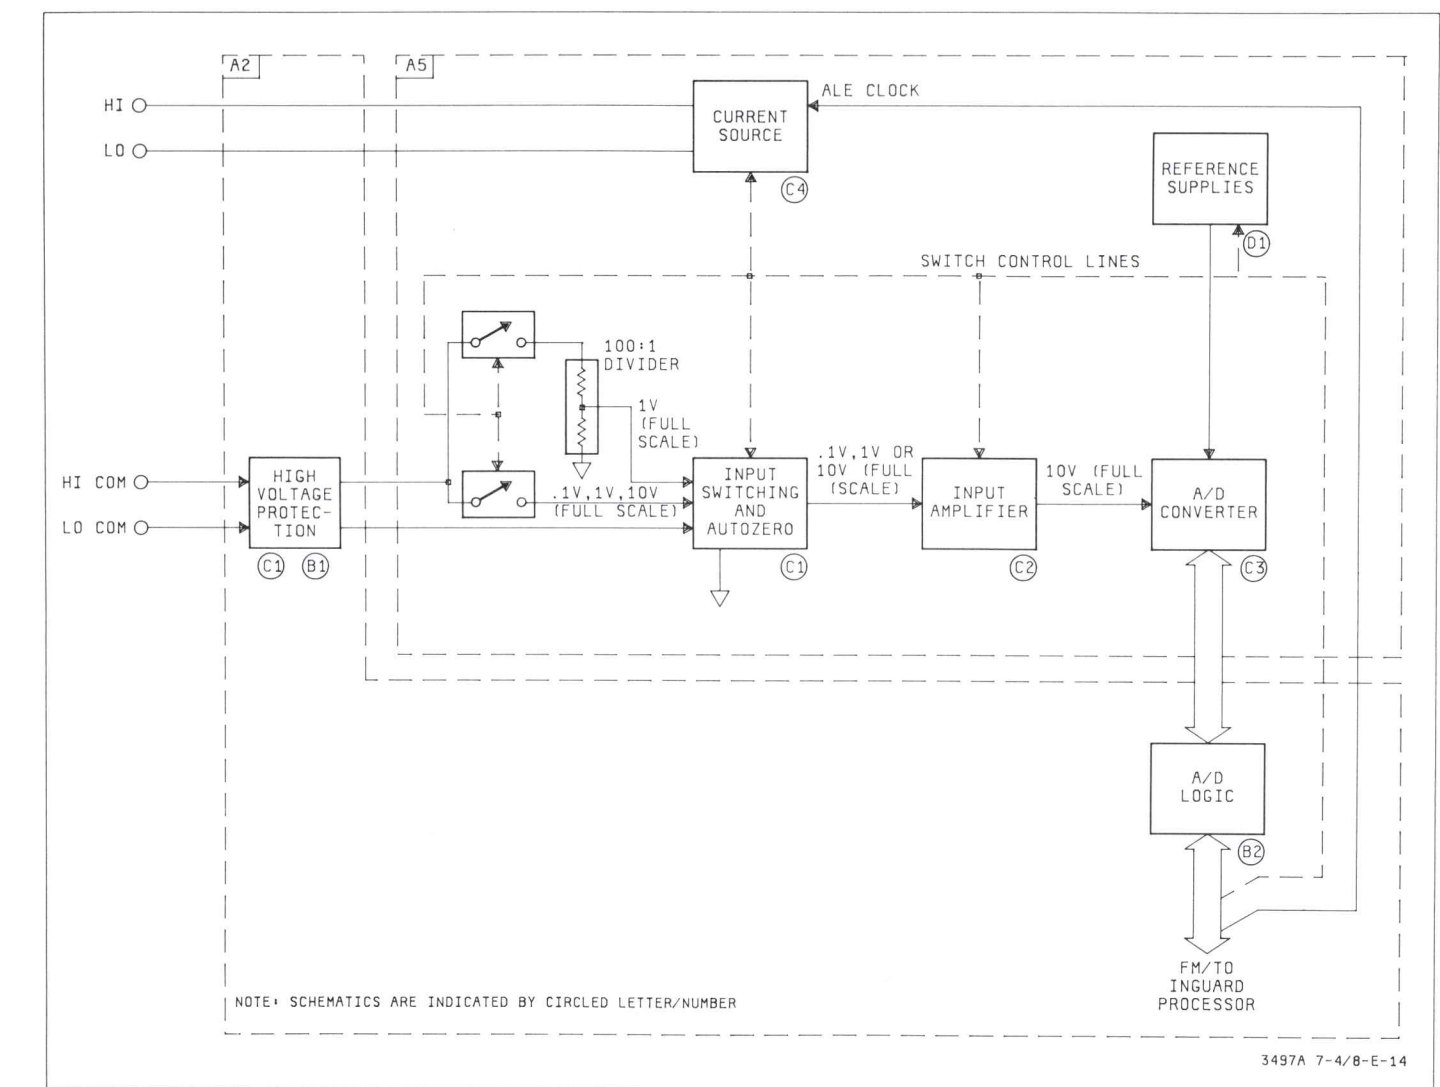 A2
A5
HI
LO
CURRENT
SOURCE
ALE CLOCK
C4
REFERENCE
SUPPLIES
D1
SWITCH CONTROL LINES
100:1
DIVIDER
1V
(FULL
SCALE)
HI COM
LO COM
HIGH
VOLTAGE
PROTEC-
TION
C1
B1
.1V,1V,10V
(FULL SCALE)
INPUT
SWITCHING
AND
AUTOZERO
C1
.1V,1V OR
10V (FULL
(SCALE)
INPUT
AMPLIFIER
C2
10V (FULL
SCALE)
A/D
CONVERTER
C3
A/D
LOGIC
B2
FM/TO
INGUARD
PROCESSOR
NOTE: SCHEMATICS ARE INDICATED BY CIRCLED LETTER/NUMBER
3497A 7-4/8-E-14